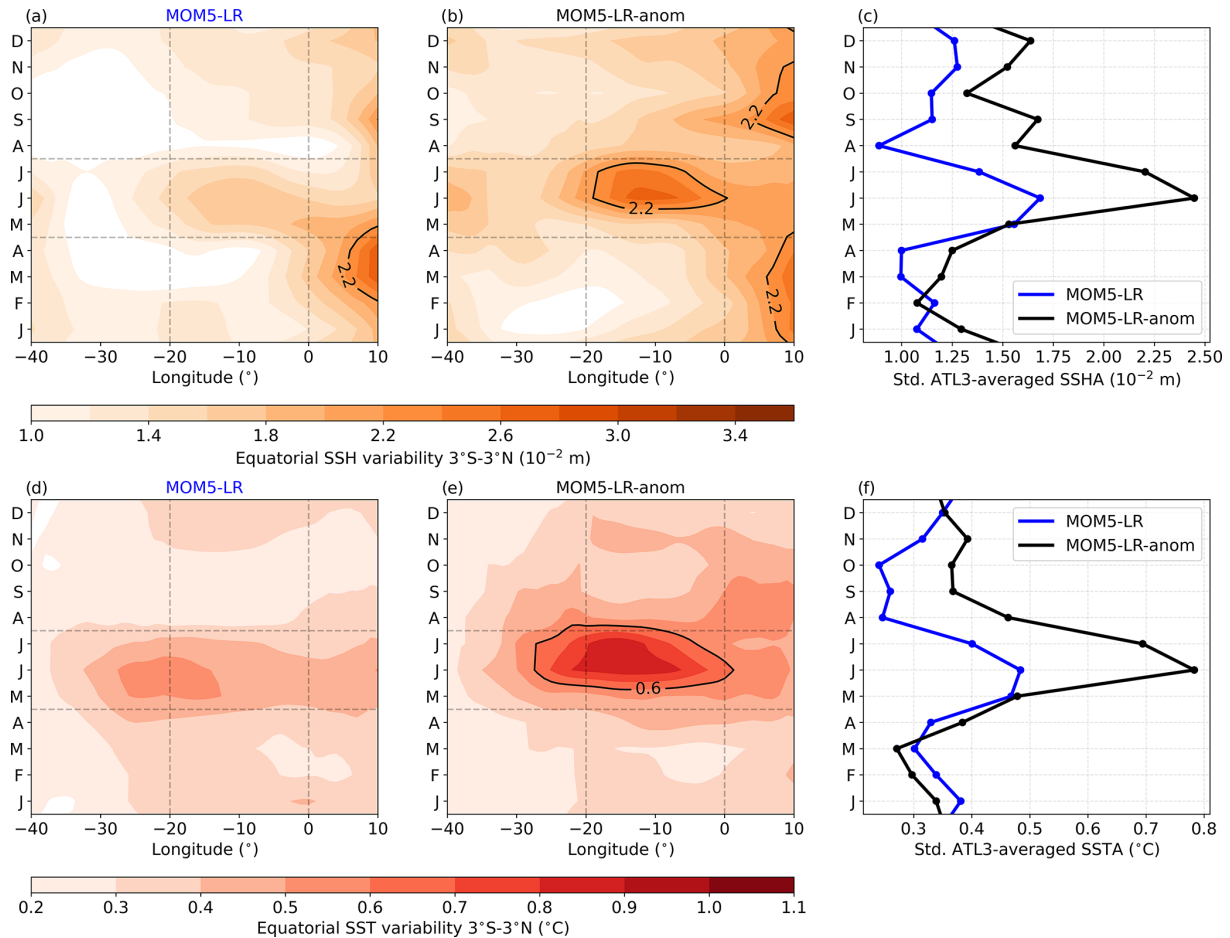 (a) MOM5-LR
(b) MOM5-LR-anom
(c)
D
N
O
S
A
J
J
M
A
M
F
J
2.2
−40 −30 −20 −10 0 10
Longitude (°)
D
N
O
S
A
J
J
M
A
M
F
J
2.2
2.2
2.2
−40 −30 −20 −10 0 10
Longitude (°)
D
N
O
S
A
J
J
M
A
M
F
J
MOM5-LR
MOM5-LR-anom
1.00 1.25 1.50 1.75 2.00 2.25 2.50
Std. ATL3-averaged SSHA (10⁻² m)
1.0 1.4 1.8 2.2 2.6 3.0 3.4
Equatorial SSH variability 3°S-3°N (10⁻² m)
(d) MOM5-LR
(e) MOM5-LR-anom
(f)
D
N
O
S
A
J
J
M
A
M
F
J
−40 −30 −20 −10 0 10
Longitude (°)
D
N
O
S
A
J
J
M
A
M
F
J
0.6
−40 −30 −20 −10 0 10
Longitude (°)
D
N
O
S
A
J
J
M
A
M
F
J
MOM5-LR
MOM5-LR-anom
0.3 0.4 0.5 0.6 0.7 0.8
Std. ATL3-averaged SSTA (°C)
0.2 0.3 0.4 0.5 0.6 0.7 0.8 0.9 1.0 1.1
Equatorial SST variability 3°S-3°N (°C)